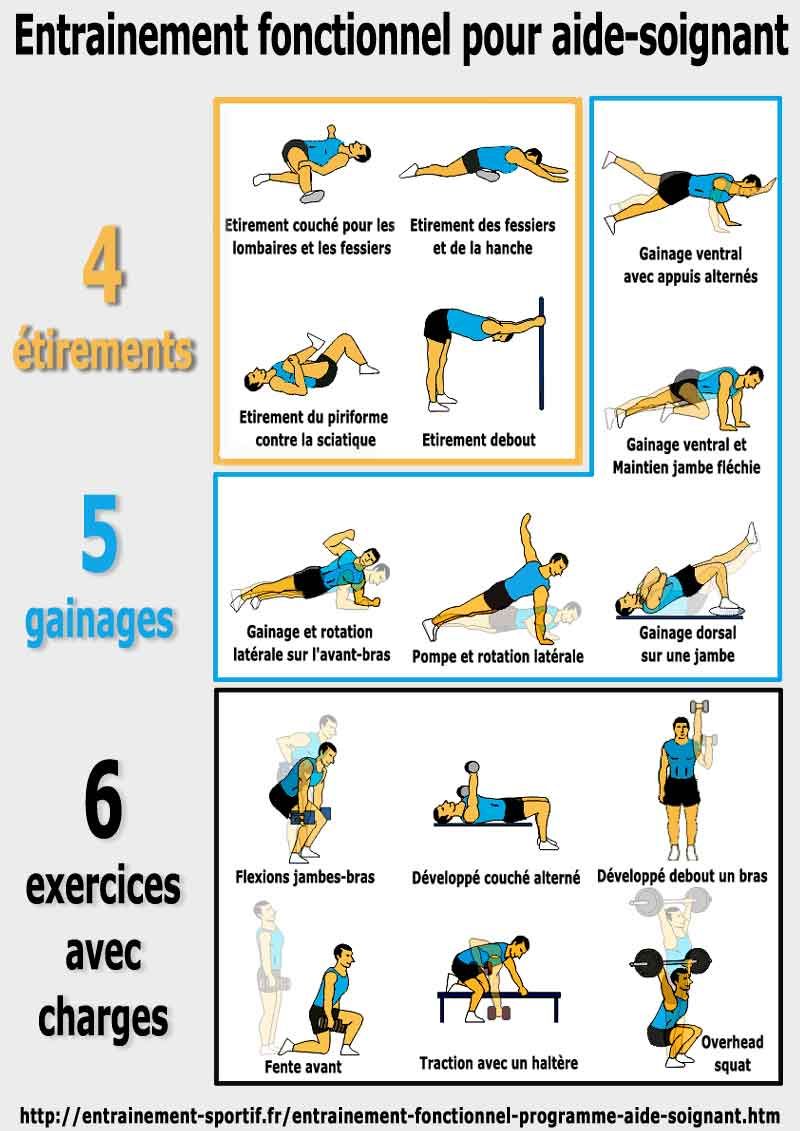 Entrainement fonctionnel pour aide-soignant
4
étirements
Etirement couché pour les
lombaires et les fessiers
Etirement des fessiers
et de la hanche
Etirement du piriforme
contre la sciatique
Etirement debout
5
gainages
Gainage ventral
avec appuis alternés
Gainage ventral et
Maintien jambe fléchie
Gainage et rotation
latérale sur l'avant-bras
Pompe et rotation latérale
Gainage dorsal
sur une jambe
6
exercices
avec
charges
Flexions jambes-bras
Développé couché alterné
Développé debout un bras
Fente avant
Traction avec un haltère
Overhead
squat
http://entrainement-sportif.fr/entrainement-fonctionnel-programme-aide-soignant.htm